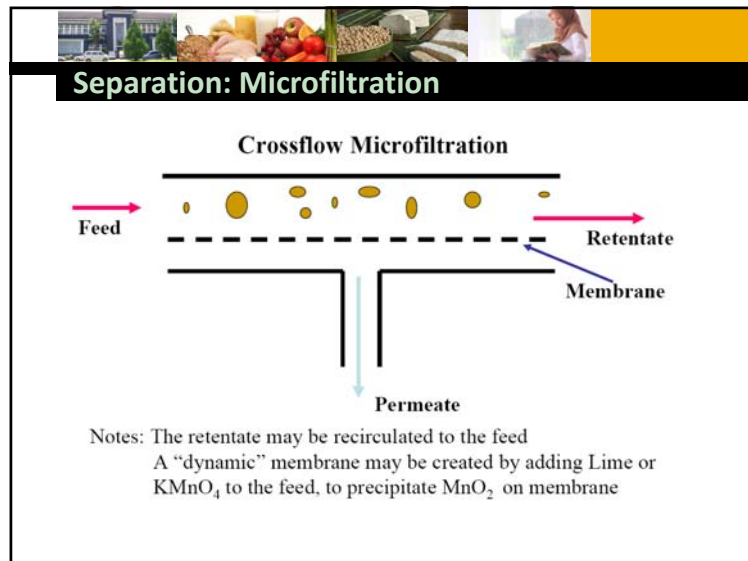 Separation: Microfiltration
Crossflow Microfiltration
Feed
Retentate
Membrane
Permeate
Notes: The retentate may be recirculated to the feed
A “dynamic” membrane may be created by adding Lime or
KMnO₄ to the feed, to precipitate MnO₂ on membrane